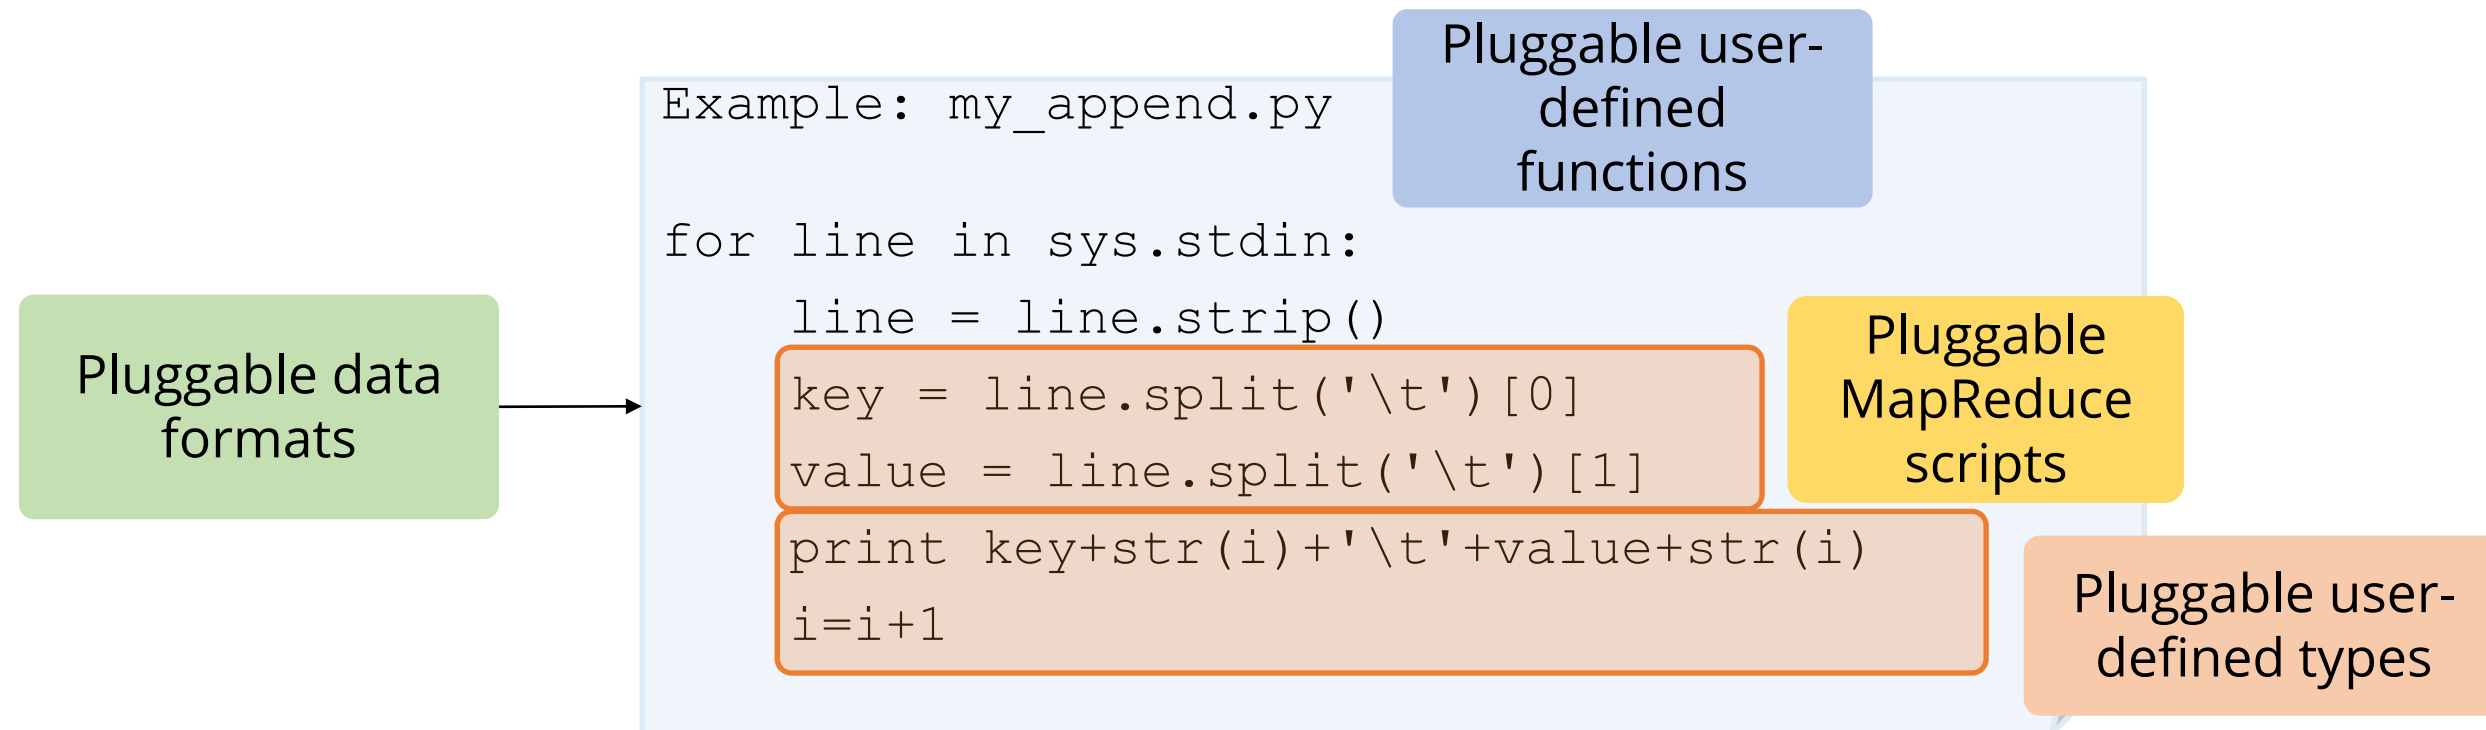 Pluggable user-
defined
functions
Example: my_append.py
for line in sys.stdin:
    line = line.strip()
    key = line.split('\t')[0]
    value = line.split('\t')[1]
    print key+str(i)+'\t'+value+str(i)
    i=i+1
Pluggable data
formats
Pluggable
MapReduce
scripts
Pluggable user-
defined types